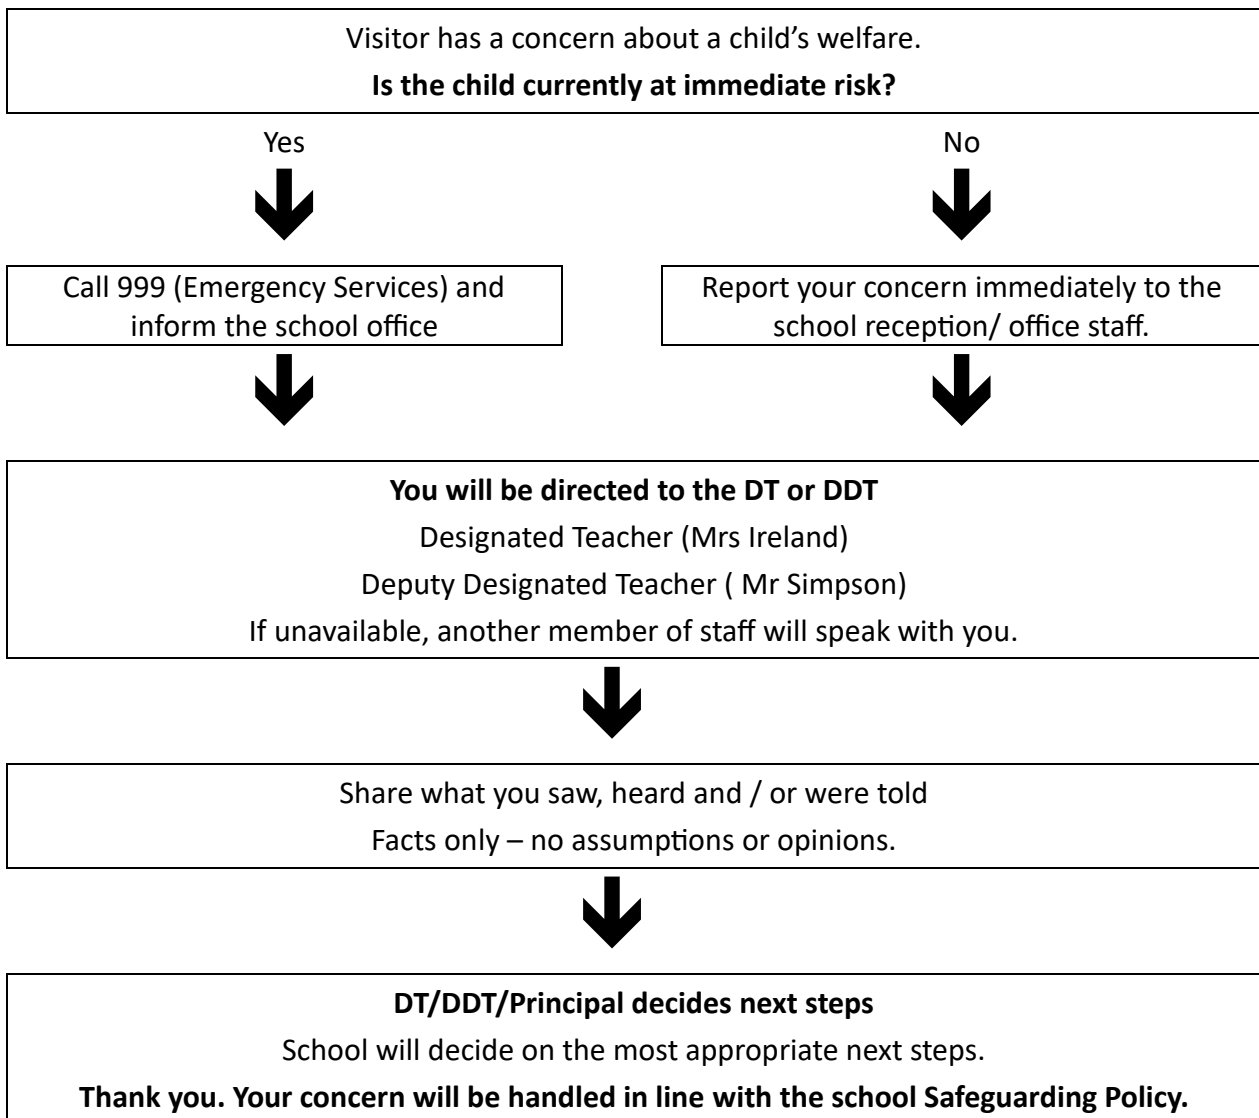 Visitor has a concern about a child’s welfare.
Is the child currently at immediate risk?
Yes
No
Call 999 (Emergency Services) and
inform the school office
Report your concern immediately to the
school reception/ office staff.
You will be directed to the DT or DDT
Designated Teacher (Mrs Ireland)
Deputy Designated Teacher ( Mr Simpson)
If unavailable, another member of staff will speak with you.
Share what you saw, heard and / or were told
Facts only – no assumptions or opinions.
DT/DDT/Principal decides next steps
School will decide on the most appropriate next steps.
Thank you. Your concern will be handled in line with the school Safeguarding Policy.